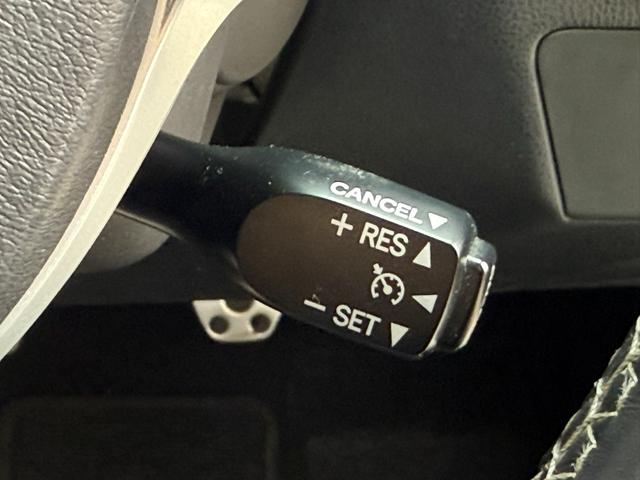 CANCEL▼
+ RES ▲
◀
− SET ▼